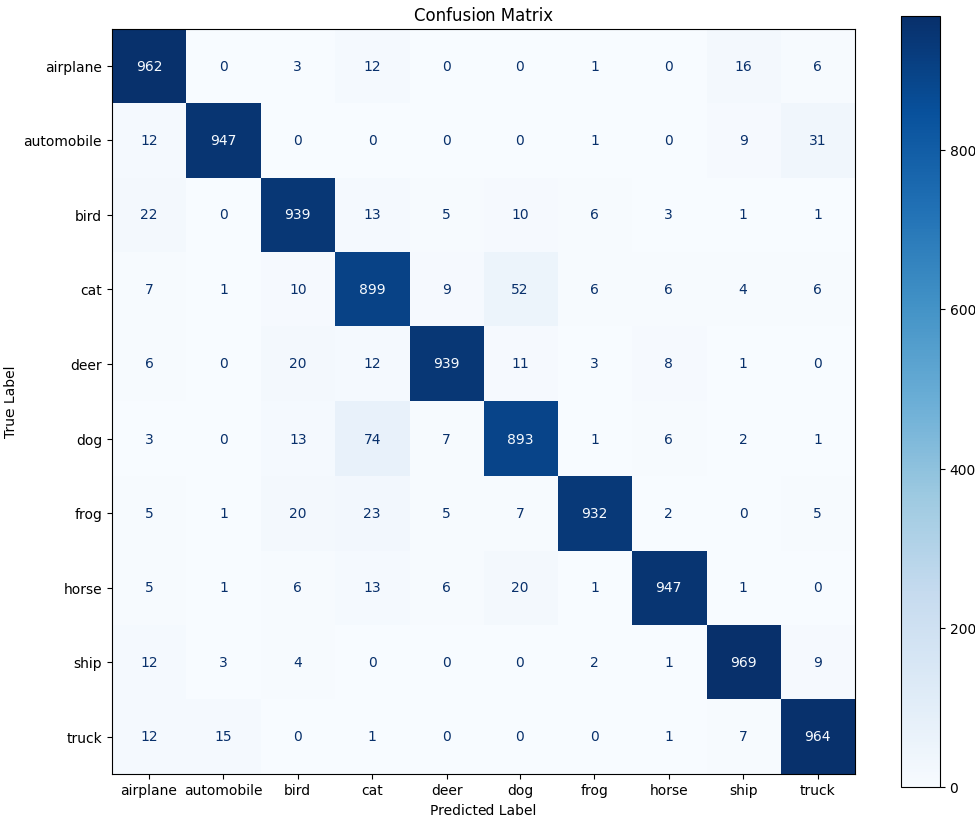 Confusion Matrix
True Label
airplane 962 0 3 12 0 0 1 0 16 6
automobile 12 947 0 0 0 0 1 0 9 31
bird 22 0 939 13 5 10 6 3 1 1
cat 7 1 10 899 9 52 6 6 4 6
deer 6 0 20 12 939 11 3 8 1 0
dog 3 0 13 74 7 893 1 6 2 1
frog 5 1 20 23 5 7 932 2 0 5
horse 5 1 6 13 6 20 1 947 1 0
ship 12 3 4 0 0 0 2 1 969 9
truck 12 15 0 1 0 0 0 1 7 964
airplane automobile bird cat deer dog frog horse ship truck
Predicted Label
800
600
400
200
0